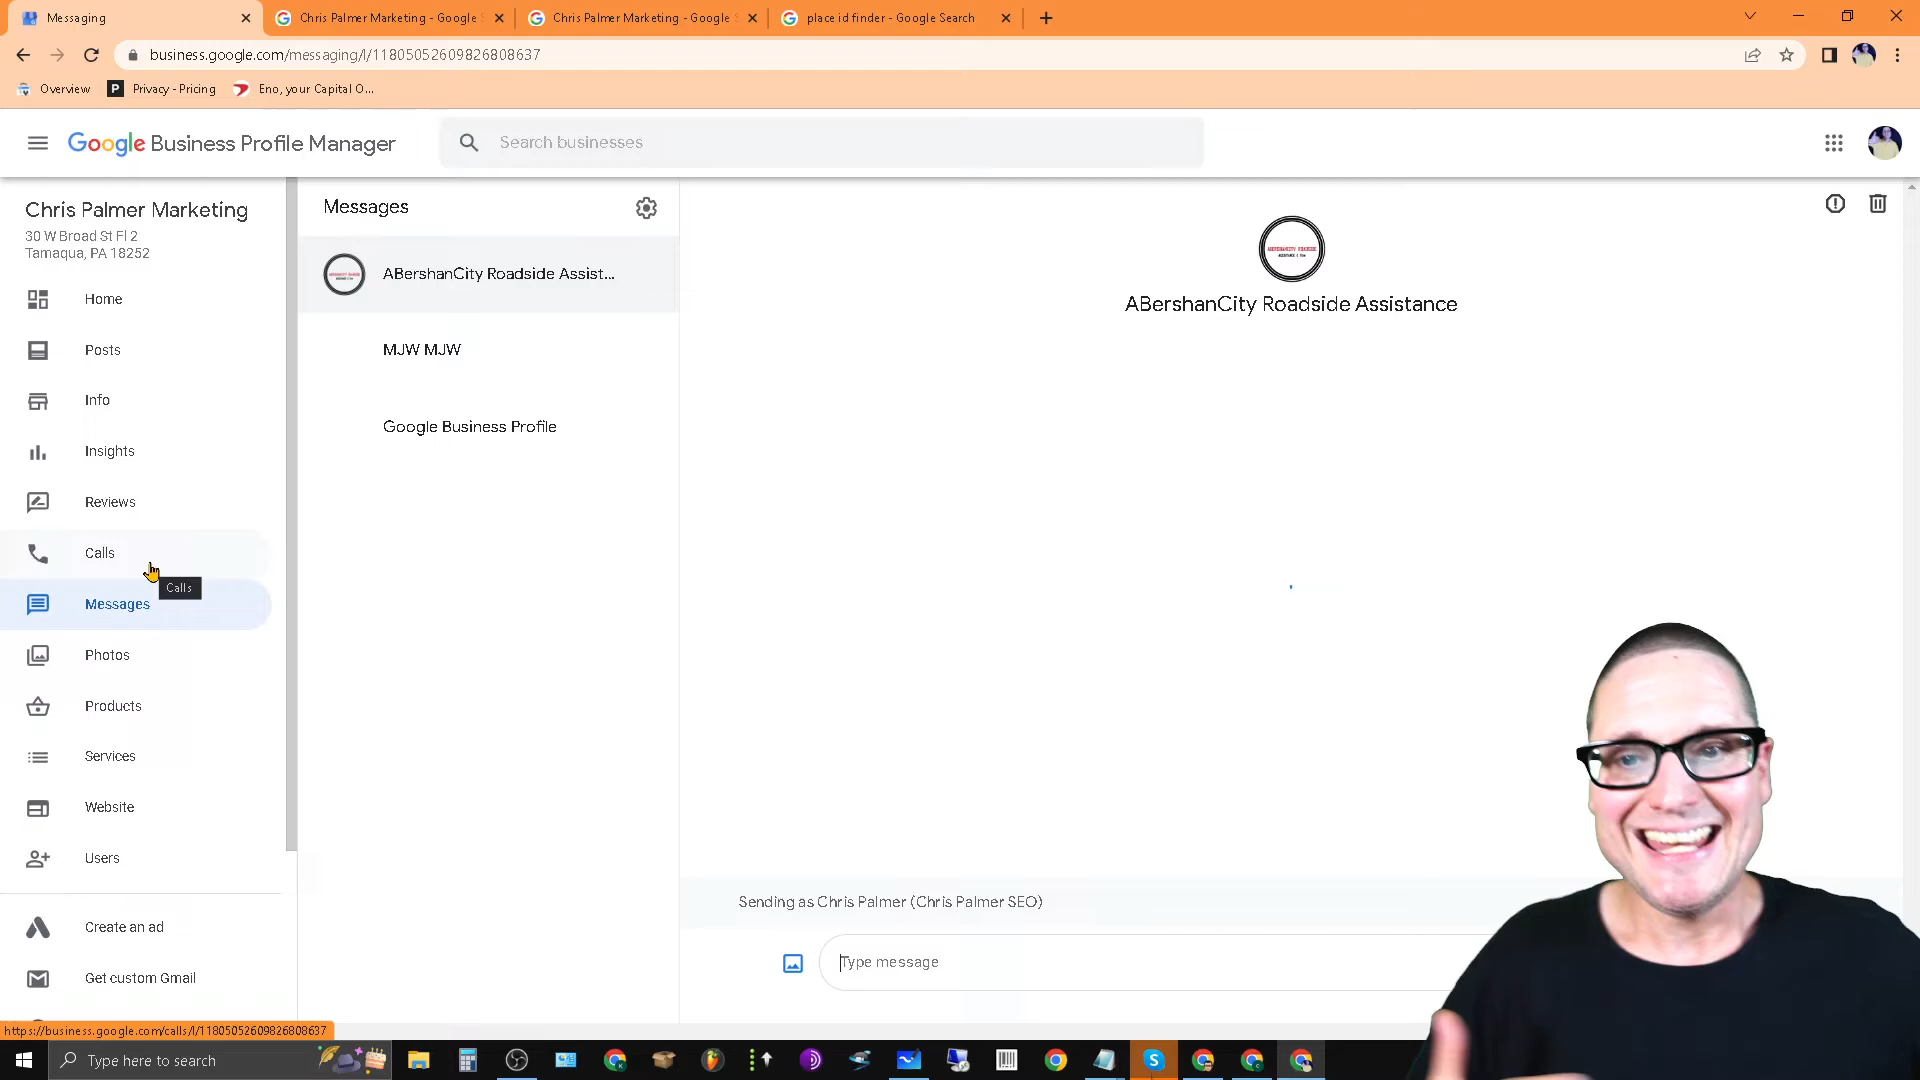 Messaging
Chris Palmer Marketing - Google S
Chris Palmer Marketing - Google S
place id finder - Google Search
business.google.com/messaging/l/11805052609826808637
Overview
Privacy - Pricing
Eno, your Capital O...
Google Business Profile Manager
Search businesses
Chris Palmer Marketing
30 W Broad St Fl 2
Tamaqua, PA 18252
Home
Posts
Info
Insights
Reviews
Calls
Calls
Messages
Photos
Products
Services
Website
Users
Create an ad
Get custom Gmail
Messages
ABershanCity Roadside Assist...
MJW MJW
Google Business Profile
ABershanCity Roadside Assistance
Sending as Chris Palmer (Chris Palmer SEO)
Type message
https://business.google.com/calls/l/11805052609826808637
Type here to search